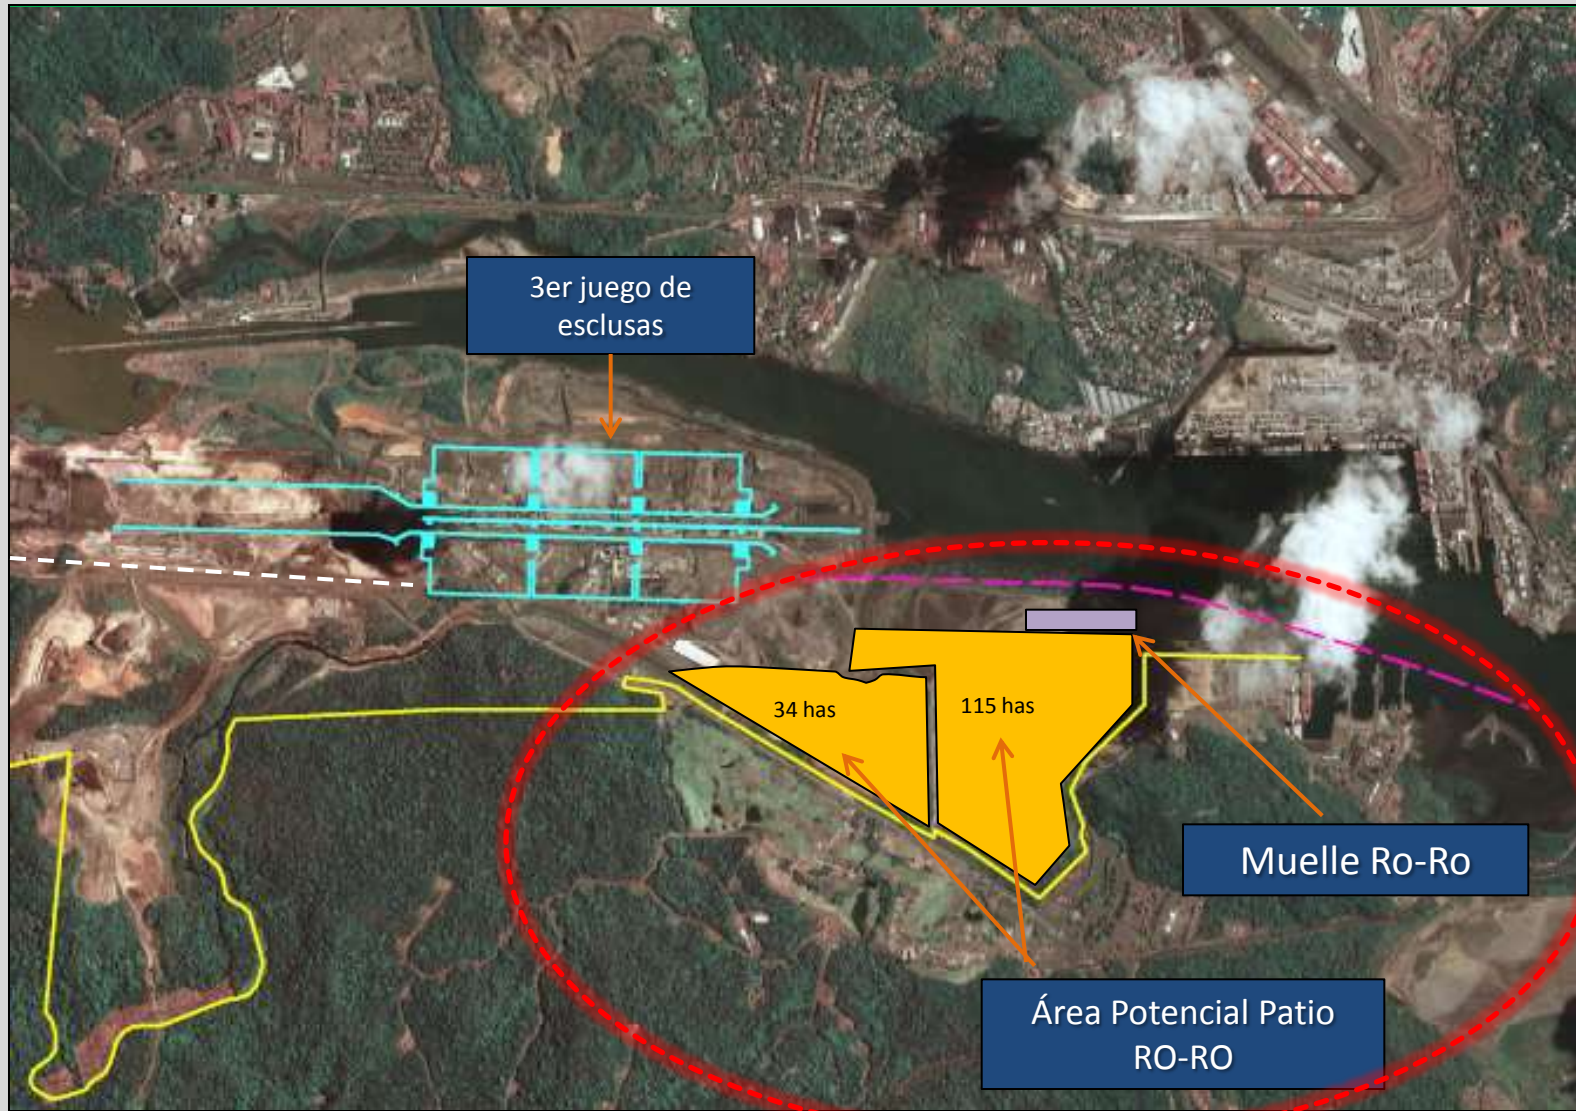 3er juego de
esclusas
34 has
115 has
Muelle Ro-Ro
Área Potencial Patio
RO-RO